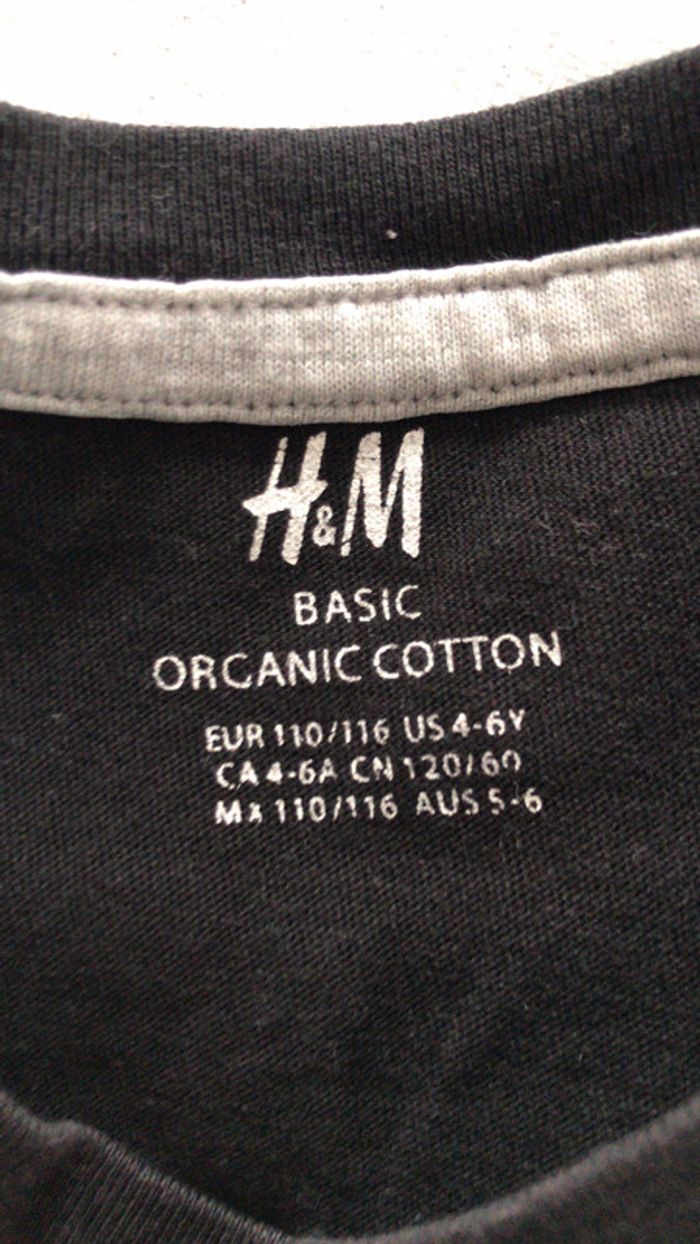 H&M
BASIC
ORGANIC COTTON
EUR 110/116 US 4-6Y
CA 4-6A CN 120/60
MX 110/116 AUS 5-6